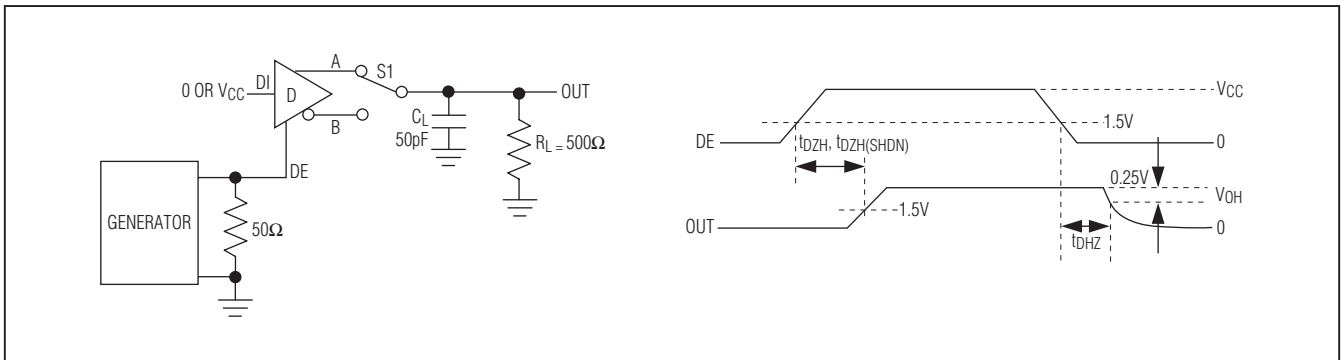 A
S1
0 OR VCC
DI
D
OUT
B
CL
50pF
RL = 500Ω
DE
GENERATOR
50Ω
VCC
1.5V
DE
0
tDZH, tDZH(SHDN)
0.25V
VOH
1.5V
OUT
0
tDHZ